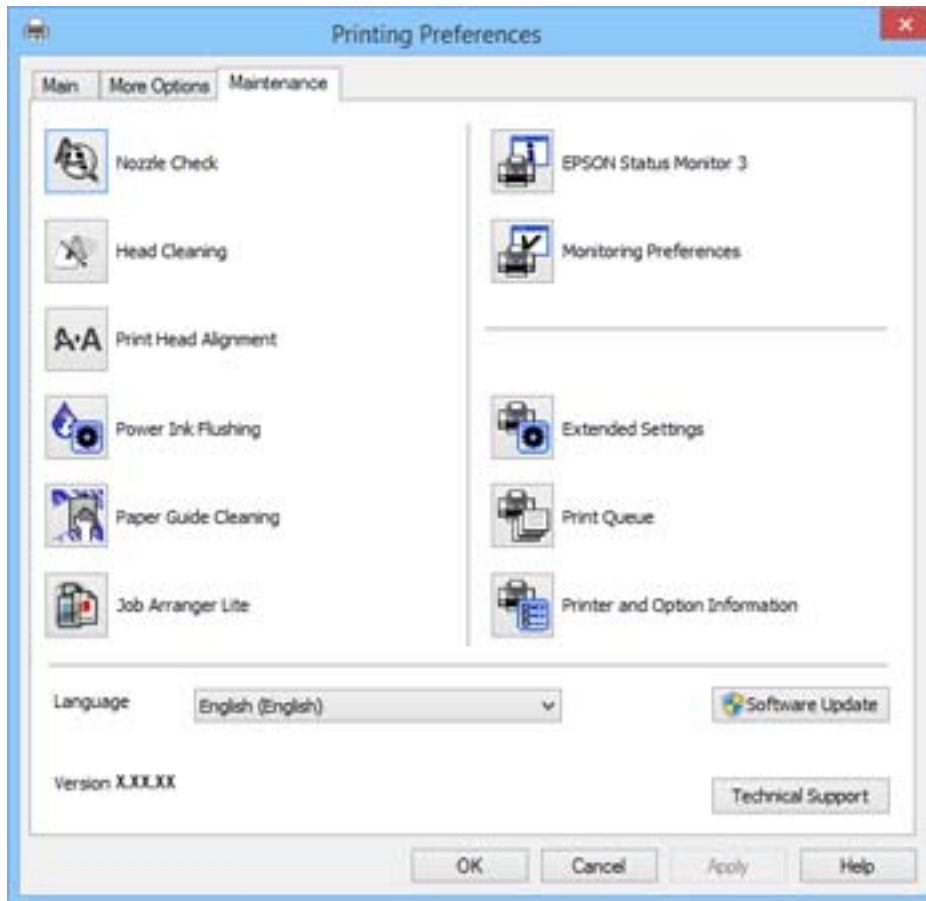 Printing Preferences
Main
More Options
Maintenance
Nozzle Check
Head Cleaning
A·A
Print Head Alignment
Power Ink Flushing
Paper Guide Cleaning
Job Arranger Lite
EPSON Status Monitor 3
Monitoring Preferences
Extended Settings
Print Queue
Printer and Option Information
Language
English (English)
Software Update
Version X.XX.XX
Technical Support
OK
Cancel
Apply
Help